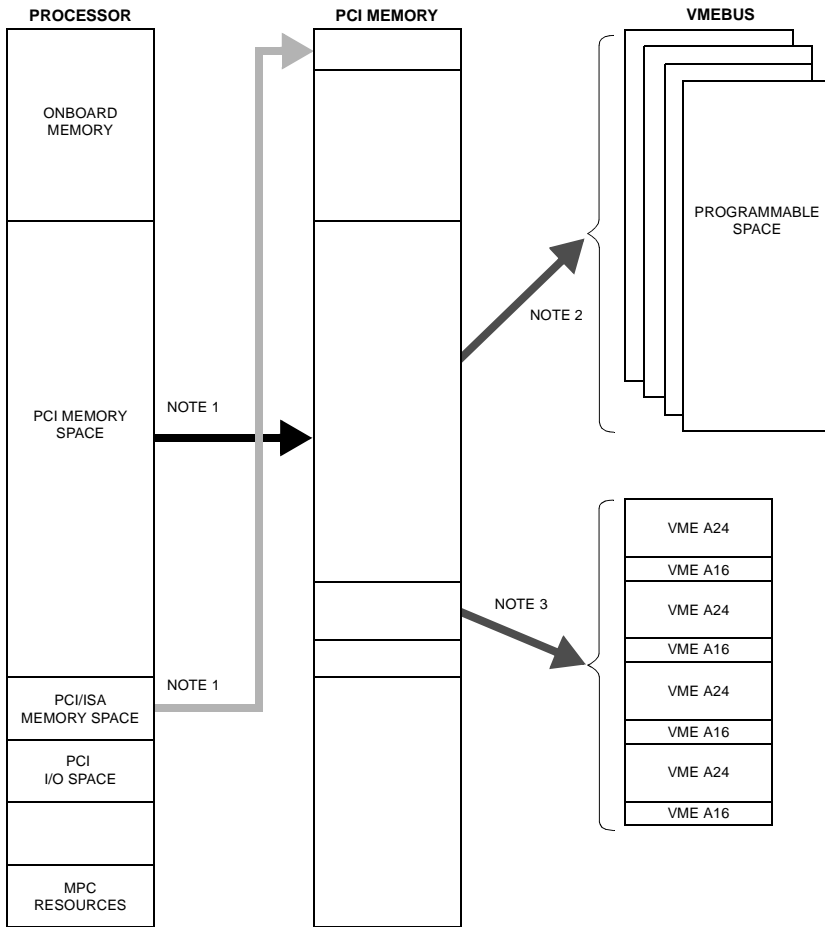 PROCESSOR
PCI MEMORY
VMEBUS
ONBOARD
MEMORY
PROGRAMMABLE
SPACE
NOTE 2
NOTE 1
PCI MEMORY
SPACE
VME A24
VME A16
NOTE 3
VME A24
VME A16
NOTE 1
VME A24
PCI/ISA
MEMORY SPACE
VME A16
PCI
I/O SPACE
VME A24
VME A16
MPC
RESOURCES